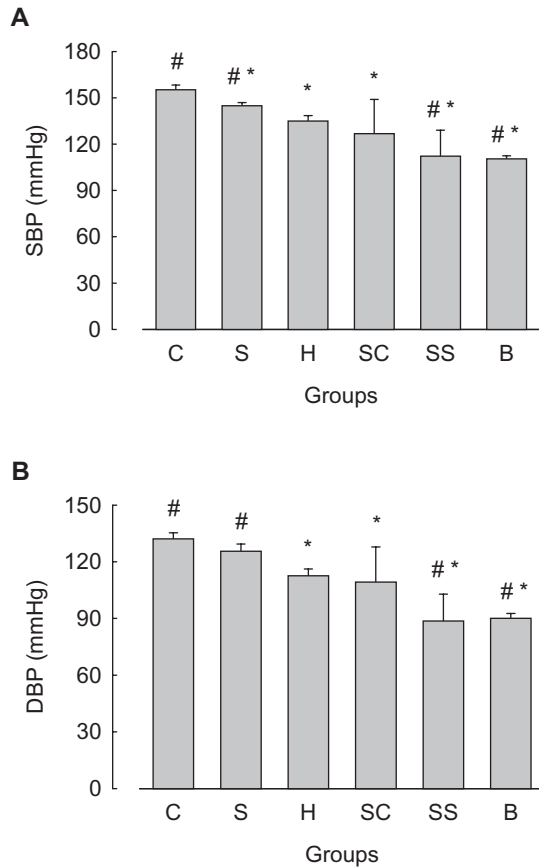 A
180
150
120
90
60
30
0
SBP (mmHg)
# # * * * # * # *
C S H SC SS B
Groups
B
150
120
90
60
30
0
DBP (mmHg)
# # * * # * # *
C S H SC SS B
Groups